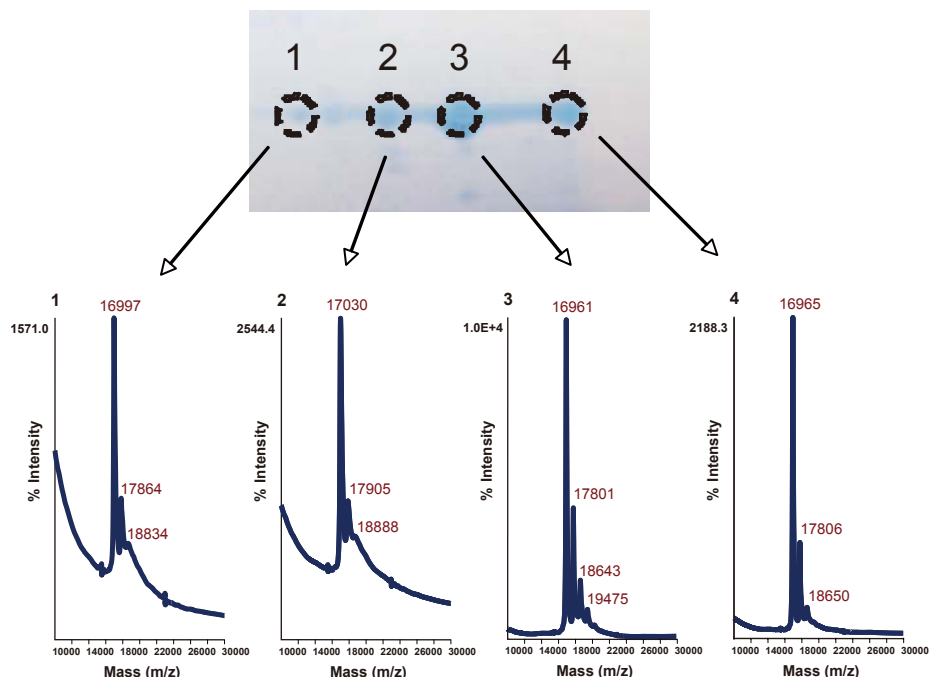 1 2 3 4
1
16997
1571.0
17864
18834
% Intensity
10000 14000 18000 22000 26000 30000
Mass (m/z)
2
17030
2544.4
17905
18888
% Intensity
10000 14000 18000 22000 26000 30000
Mass (m/z)
3
16961
1.0E+4
17801
18643
19475
% Intensity
10000 14000 18000 22000 26000 30000
Mass (m/z)
4
16965
2188.3
17806
18650
% Intensity
10000 14000 18000 22000 26000 30000
Mass (m/z)